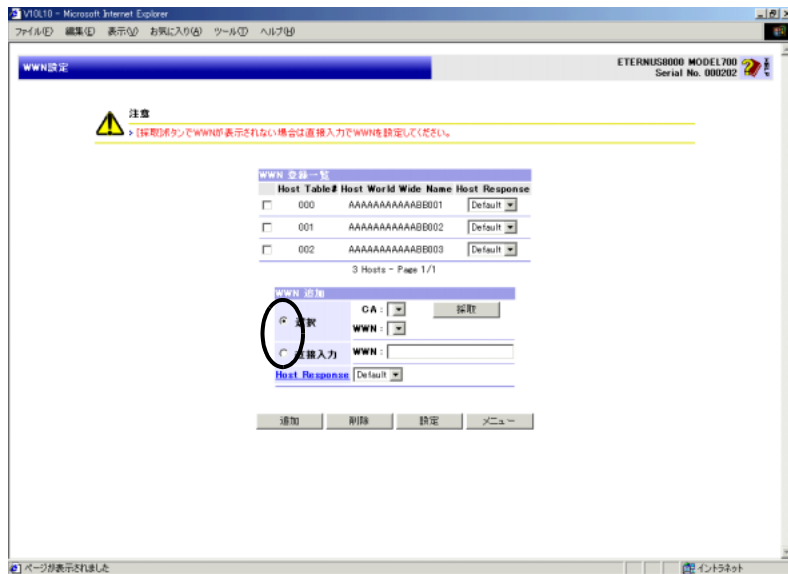 V10L10 - Microsoft Internet Explorer
ファイル(F) 編集(E) 表示(V) お気に入り(A) ツール(T) ヘルプ(H)
WWN設定
ETERNUS8000 MODEL700
Serial No. 000202
注意
> [採取]ボタンでWWNが表示されない場合は直接入力でWWNを設定してください。
WWN 登録一覧
Host Table# Host World Wide Name Host Response
000 AAAAAAAAAAABB001 Default
001 AAAAAAAAAAABB002 Default
002 AAAAAAAAAAABB003 Default
3 Hosts - Page 1/1
WWN 追加
選択 CA : 採取
WWN :
直接入力 WWN :
Host Response Default
追加 削除 設定 メニュー
ページが表示されました イントラネット